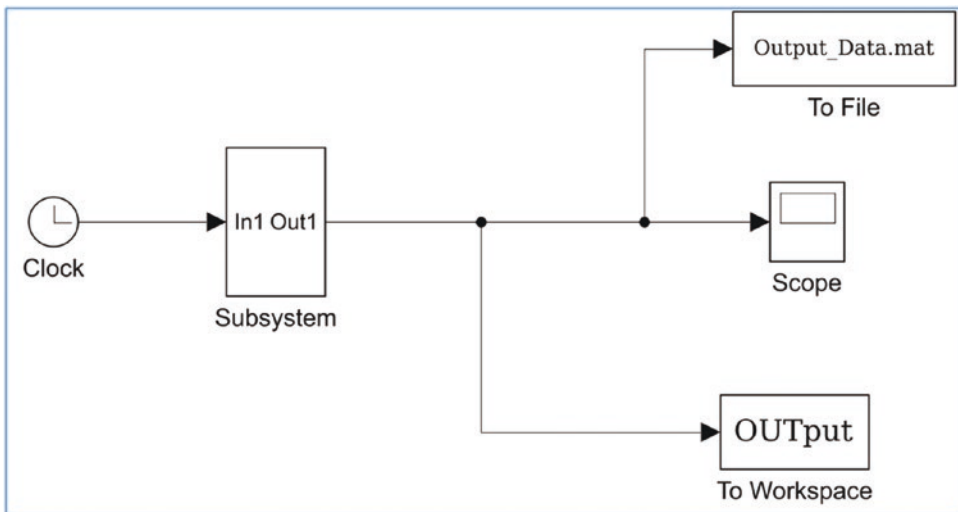 Output_Data.mat
To File
In1 Out1
Clock
Subsystem
Scope
OUTput
To Workspace